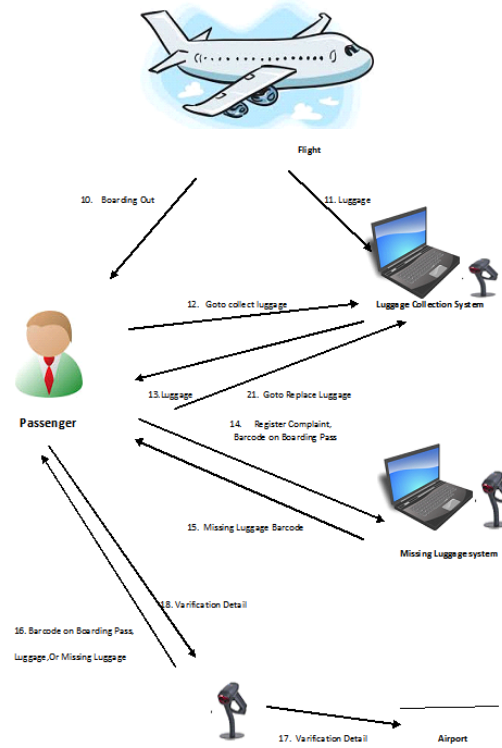 Flight
10. Boarding Out
11. Luggage
12. Goto collect luggage
Luggage Collection System
13.Luggage
21. Goto Replace Luggage
Passenger
14. Register Complaint,
Barcode on Boarding Pass
15. Missing Luggage Barcode
Missing Luggage system
18. Varification Detail
16. Barcode on Boarding Pass,
Luggage,Or Missing Luggage
17. Varification Detail
Airport